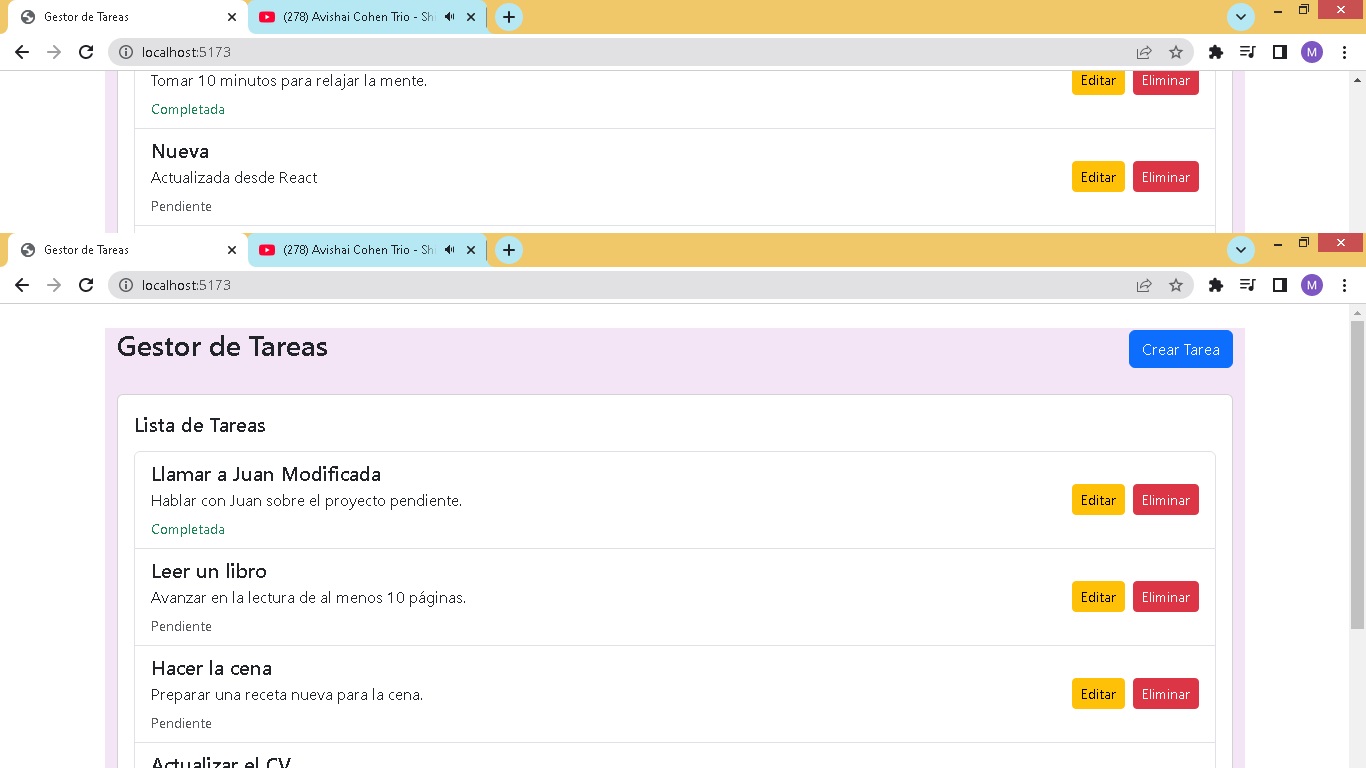 Gestor de Tareas
(278) Avishai Cohen Trio - Sh
localhost:5173
M
Tomar 10 minutos para relajar la mente.
Editar
Eliminar
Completada
Nueva
Actualizada desde React
Editar
Eliminar
Pendiente
Gestor de Tareas
(278) Avishai Cohen Trio - Sh
localhost:5173
M
Gestor de Tareas
Crear Tarea
Lista de Tareas
Llamar a Juan Modificada
Hablar con Juan sobre el proyecto pendiente.
Editar
Eliminar
Completada
Leer un libro
Avanzar en la lectura de al menos 10 páginas.
Editar
Eliminar
Pendiente
Hacer la cena
Preparar una receta nueva para la cena.
Editar
Eliminar
Pendiente
Actualizar el CV